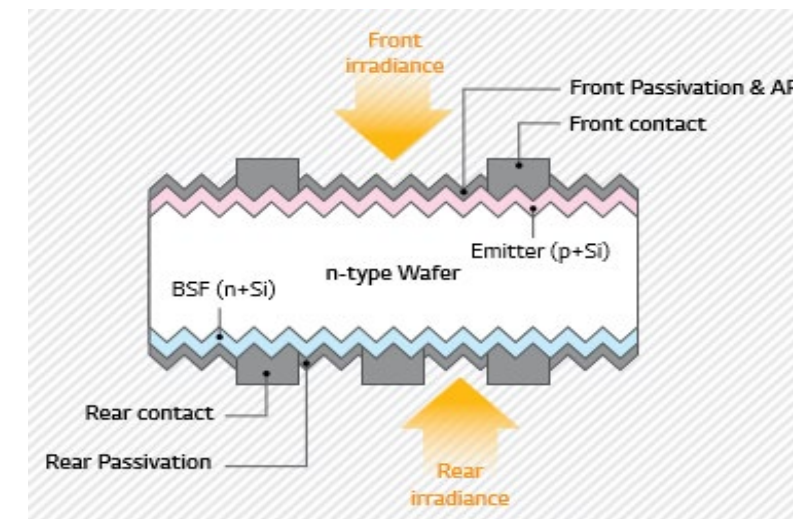 Front
irradiance
Front Passivation & AR
Front contact
Emitter (p+Si)
n-type Wafer
BSF (n+Si)
Rear contact
Rear Passivation
Rear
irradiance